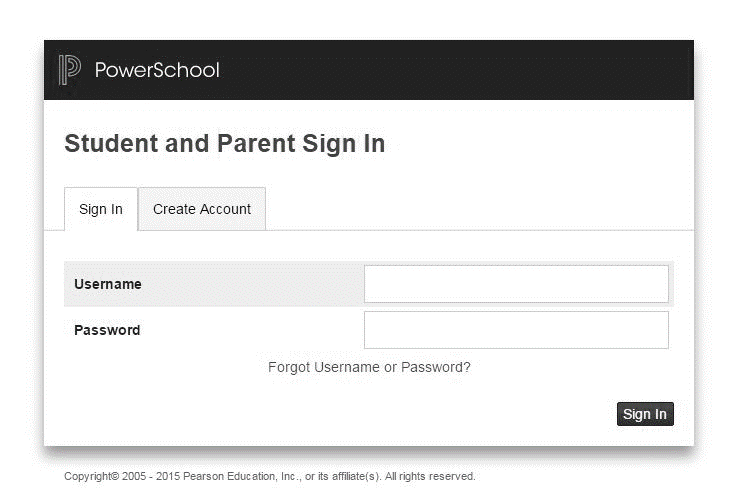 PowerSchool
Student and Parent Sign In
Sign In Create Account
Username
Password
Forgot Username or Password?
Sign In
Copyright© 2005 - 2015 Pearson Education, Inc., or its affiliate(s). All rights reserved.